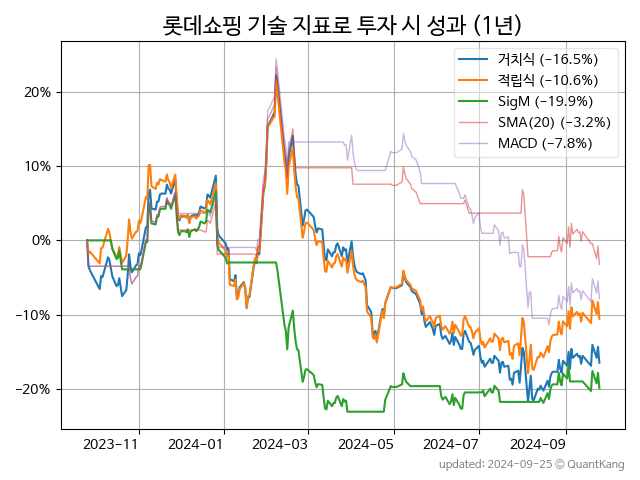 롯데쇼핑 기술 지표로 투자 시 성과 (1년)
거치식 (−16.5%)
적립식 (−10.6%)
SigM (−19.9%)
SMA(20) (−3.2%)
MACD (−7.8%)
20%
10%
0%
−10%
−20%
2023-11
2024-01
2024-03
2024-05
2024-07
2024-09
updated: 2024-09-25 © QuantKang